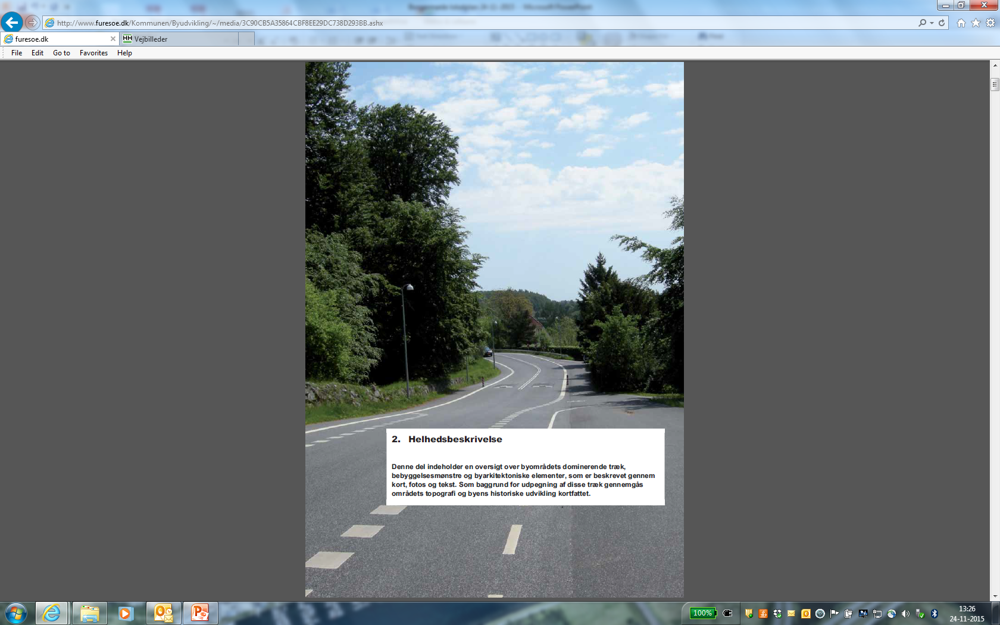 http://www.furesoe.dk/Kommunen/Byudvikling/~/media/3C90CB5A35864CBF8EE29DC738D293BB.ashx
furesoe.dk
HH Vejbilleder
File Edit Go to Favorites Help
2. Helhedsbeskrivelse
Denne del indeholder en oversigt over byområdets dominerende træk,
bebyggelsesmønstre og byarkitektoniske elementer, som er beskrevet gennem
kort, fotos og tekst. Som baggrund for udpegning af disse træk gennemgås
områdets topografi og byens historiske udvikling kortfattet.
100%
13:26
24-11-2015